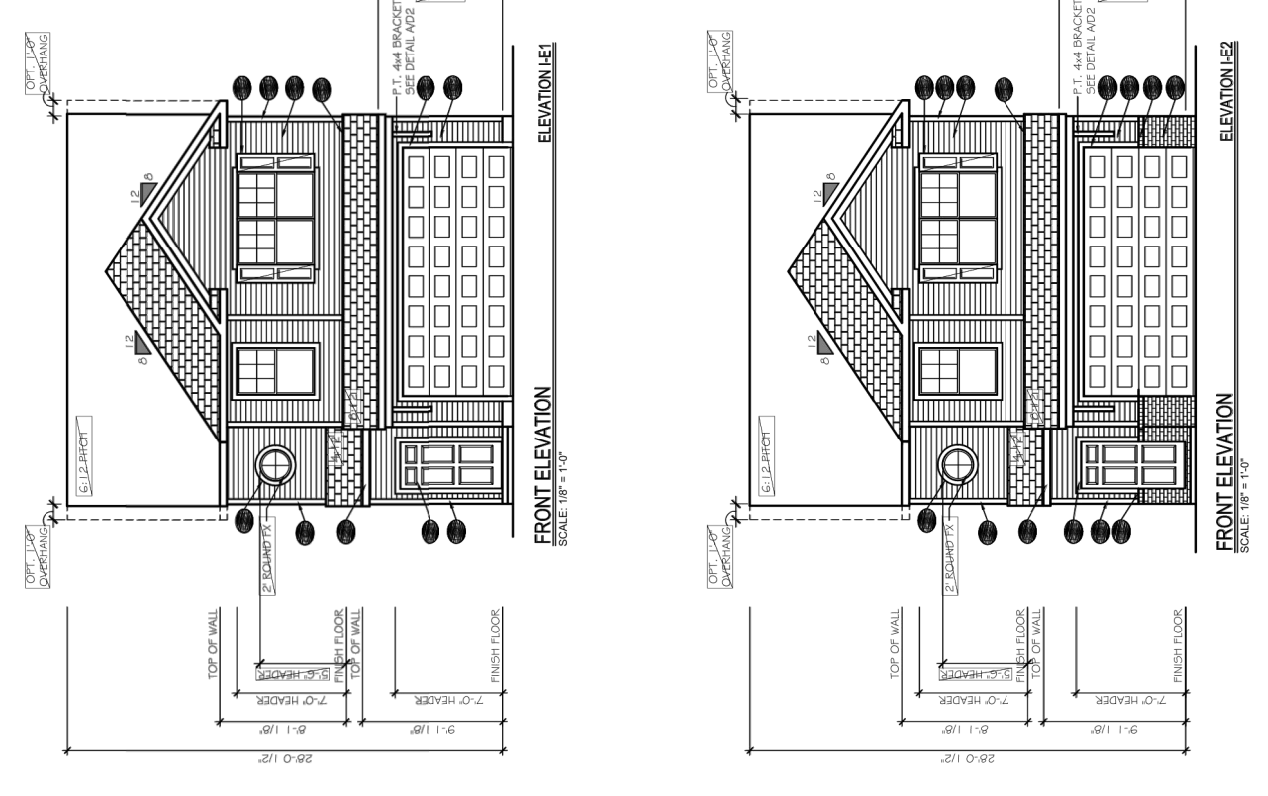 OPT. 1'-0"
OVERHANG
P.T. 4x4 BRACKET
SEE DETAIL A/D2
12
8
12
8
6:12 PITCH
OPT. 1'-0"
OVERHANG
2' ROUND FX
ELEVATION I-E1
FRONT ELEVATION
SCALE: 1/8" = 1'-0"
TOP OF WALL
FINISH FLOOR
TOP OF WALL
FINISH FLOOR
5'-6" HEADER
7'-0" HEADER
7'-0" HEADER
8'-1 1/8"
9'-1 1/8"
28'-0 1/2"
OPT. 1'-0"
OVERHANG
P.T. 4x4 BRACKET
SEE DETAIL A/D2
12
8
12
8
6:12 PITCH
OPT. 1'-0"
OVERHANG
2' ROUND FX
ELEVATION I-E2
FRONT ELEVATION
SCALE: 1/8" = 1'-0"
TOP OF WALL
FINISH FLOOR
TOP OF WALL
FINISH FLOOR
5'-6" HEADER
7'-0" HEADER
7'-0" HEADER
8'-1 1/8"
9'-1 1/8"
28'-0 1/2"